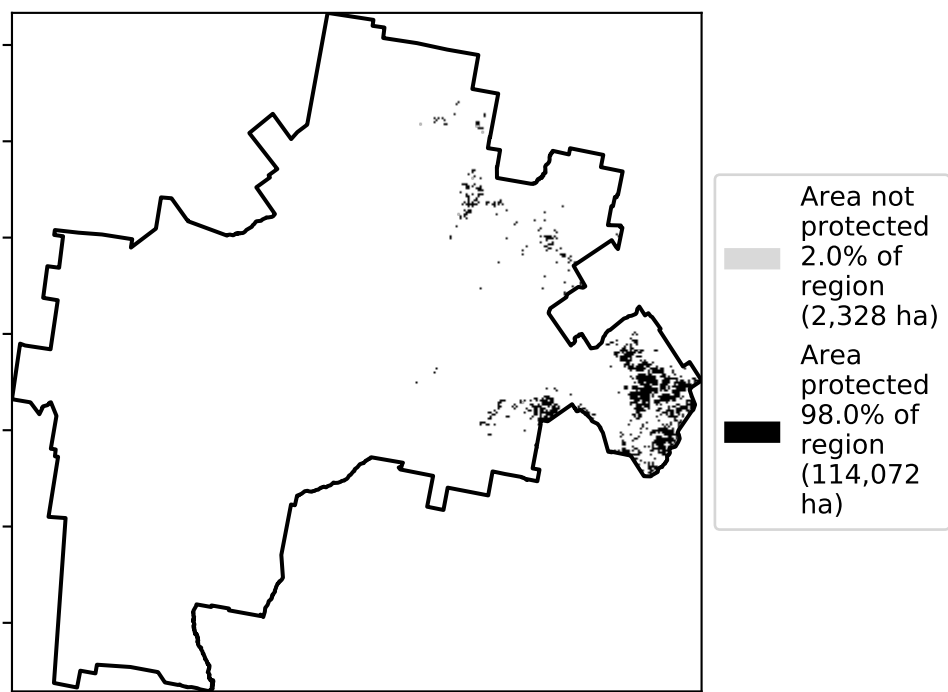 Area not
protected
2.0% of
region
(2,328 ha)
Area
protected
98.0% of
region
(114,072
ha)